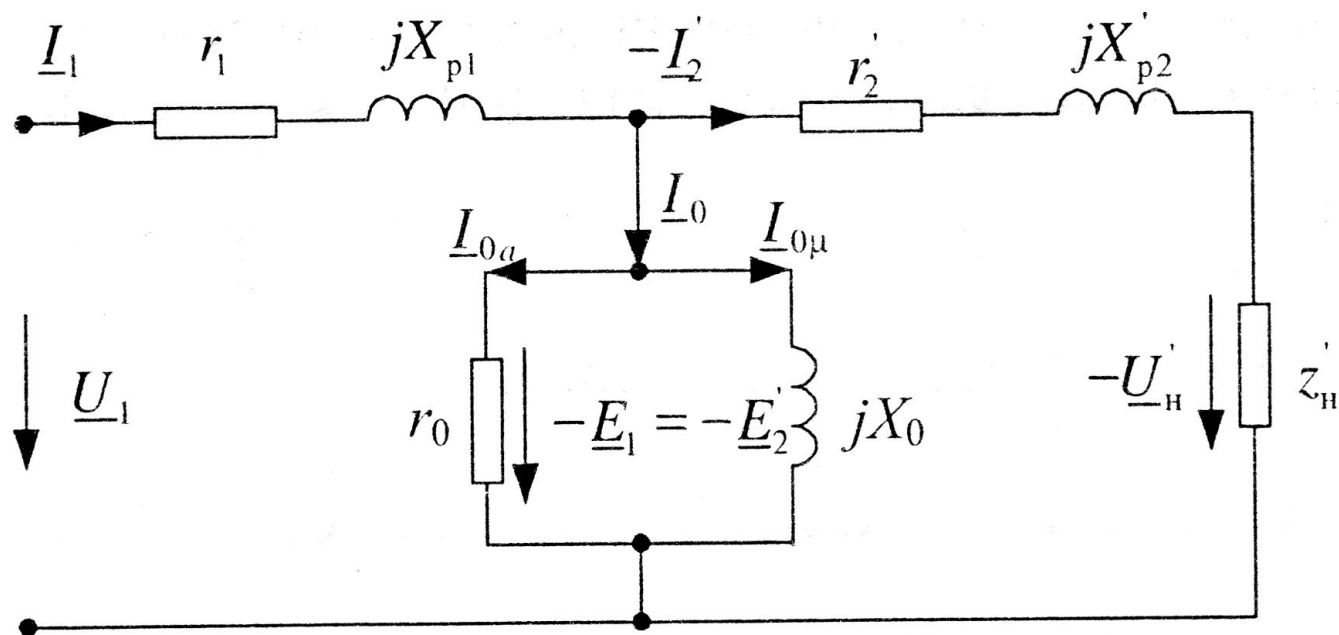 I₁ r₁ jXₚ₁ −I₂' r₂' jX'ₚ₂
I₀
I₀ₐ I₀μ
U₁ r₀ −E₁ = −E₂' jX₀ −U'ₙ z'ₙ